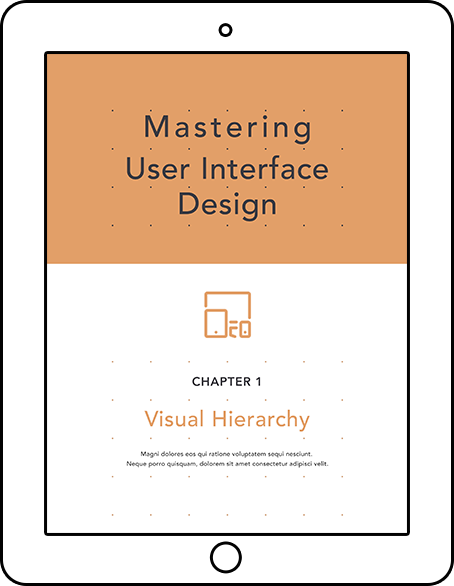 Mastering
User Interface
Design
CHAPTER 1
Visual Hierarchy
Magni dolores eos qui ratione voluptatem sequi nesciunt.
Neque porro quisquam, dolorem sit amet consectetur adipisci velit.